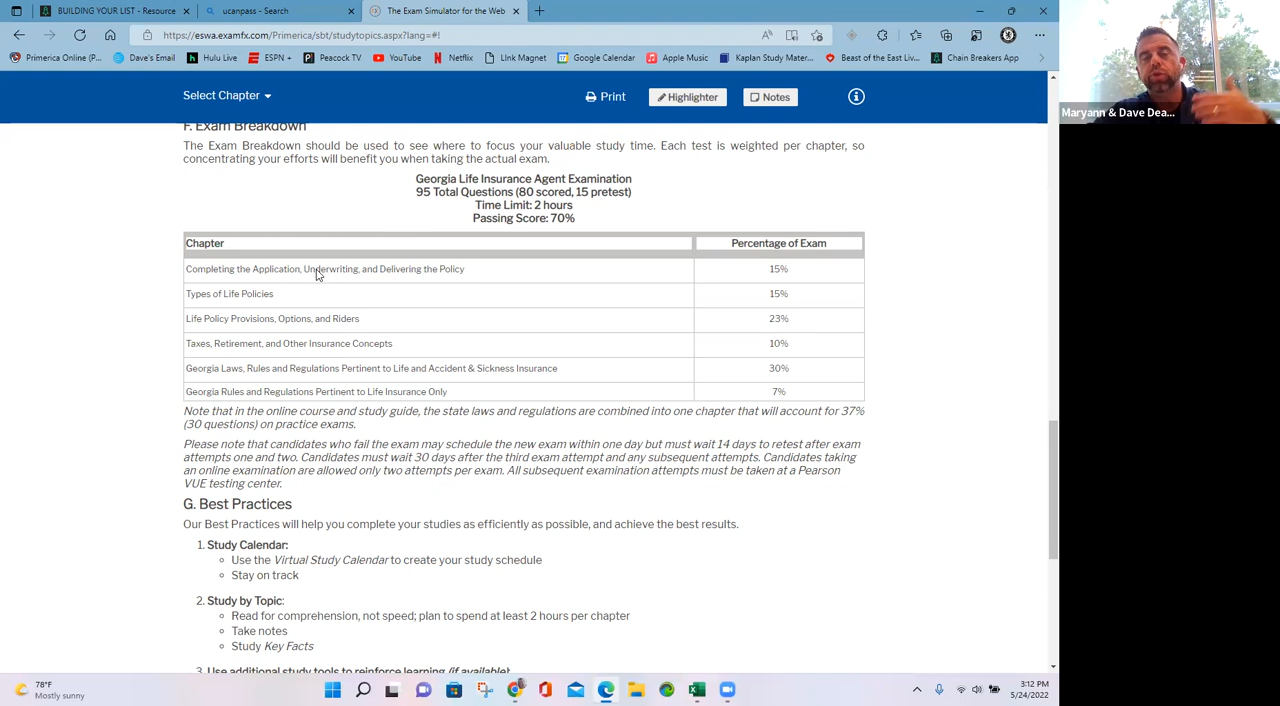 BUILDING YOUR LIST - Resource
ucanpass - Search
The Exam Simulator for the Web
https://eswa.examfx.com/Primerica/sbt/studytopics.aspx?lang=#!
Primerica Online (P...
Dave's Email
Hulu Live
ESPN +
Peacock TV
YouTube
Netflix
LInk Magnet
Google Calendar
Apple Music
Kaplan Study Mater...
Beast of the East Liv...
Chain Breakers App
Select Chapter
Print
Highlighter
Notes
Maryann & Dave Dea...
F. Exam Breakdown
The Exam Breakdown should be used to see where to focus your valuable study time. Each test is weighted per chapter, so
concentrating your efforts will benefit you when taking the actual exam.
Georgia Life Insurance Agent Examination
95 Total Questions (80 scored, 15 pretest)
Time Limit: 2 hours
Passing Score: 70%
Chapter Percentage of Exam
Completing the Application, Underwriting, and Delivering the Policy 15%
Types of Life Policies 15%
Life Policy Provisions, Options, and Riders 23%
Taxes, Retirement, and Other Insurance Concepts 10%
Georgia Laws, Rules and Regulations Pertinent to Life and Accident & Sickness Insurance 30%
Georgia Rules and Regulations Pertinent to Life Insurance Only 7%
Note that in the online course and study guide, the state laws and regulations are combined into one chapter that will account for 37%
(30 questions) on practice exams.
Please note that candidates who fail the exam may schedule the new exam within one day but must wait 14 days to retest after exam
attempts one and two. Candidates must wait 30 days after the third exam attempt and any subsequent attempts. Candidates taking
an online examination are allowed only two attempts per exam. All subsequent examination attempts must be taken at a Pearson
VUE testing center.
G. Best Practices
Our Best Practices will help you complete your studies as efficiently as possible, and achieve the best results.
1. Study Calendar:
Use the Virtual Study Calendar to create your study schedule
Stay on track
2. Study by Topic:
Read for comprehension, not speed; plan to spend at least 2 hours per chapter
Take notes
Study Key Facts
3. Use additional study tools to reinforce learning (if available):
78°F
Mostly sunny
3:12 PM
5/24/2022